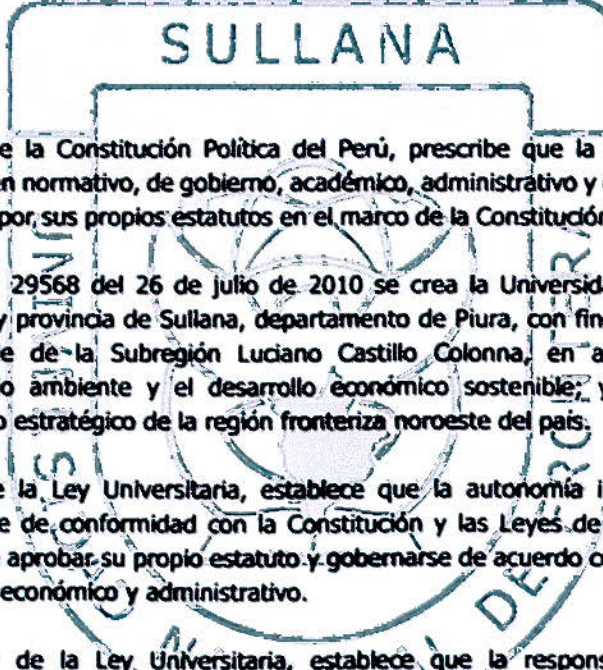 SULLANA
e la Constitución Política del Perú, prescribe que la
en normativo, de gobierno, académico, administrativo y
por sus propios estatutos en el marco de la Constitución
29568 del 26 de julio de 2010 se crea la Universid
y provincia de Sullana, departamento de Piura, con fin
e de la Subregión Luciano Castillo Colonna, en a
o ambiente y el desarrollo económico sostenible; y
o estratégico de la región fronteriza noroeste del país.
e la Ley Universitaria, establece que la autonomía i
e de conformidad con la Constitución y las Leyes de
aprobar su propio estatuto y gobernarse de acuerdo c
económico y administrativo.
de la Ley Universitaria, establece que la respons